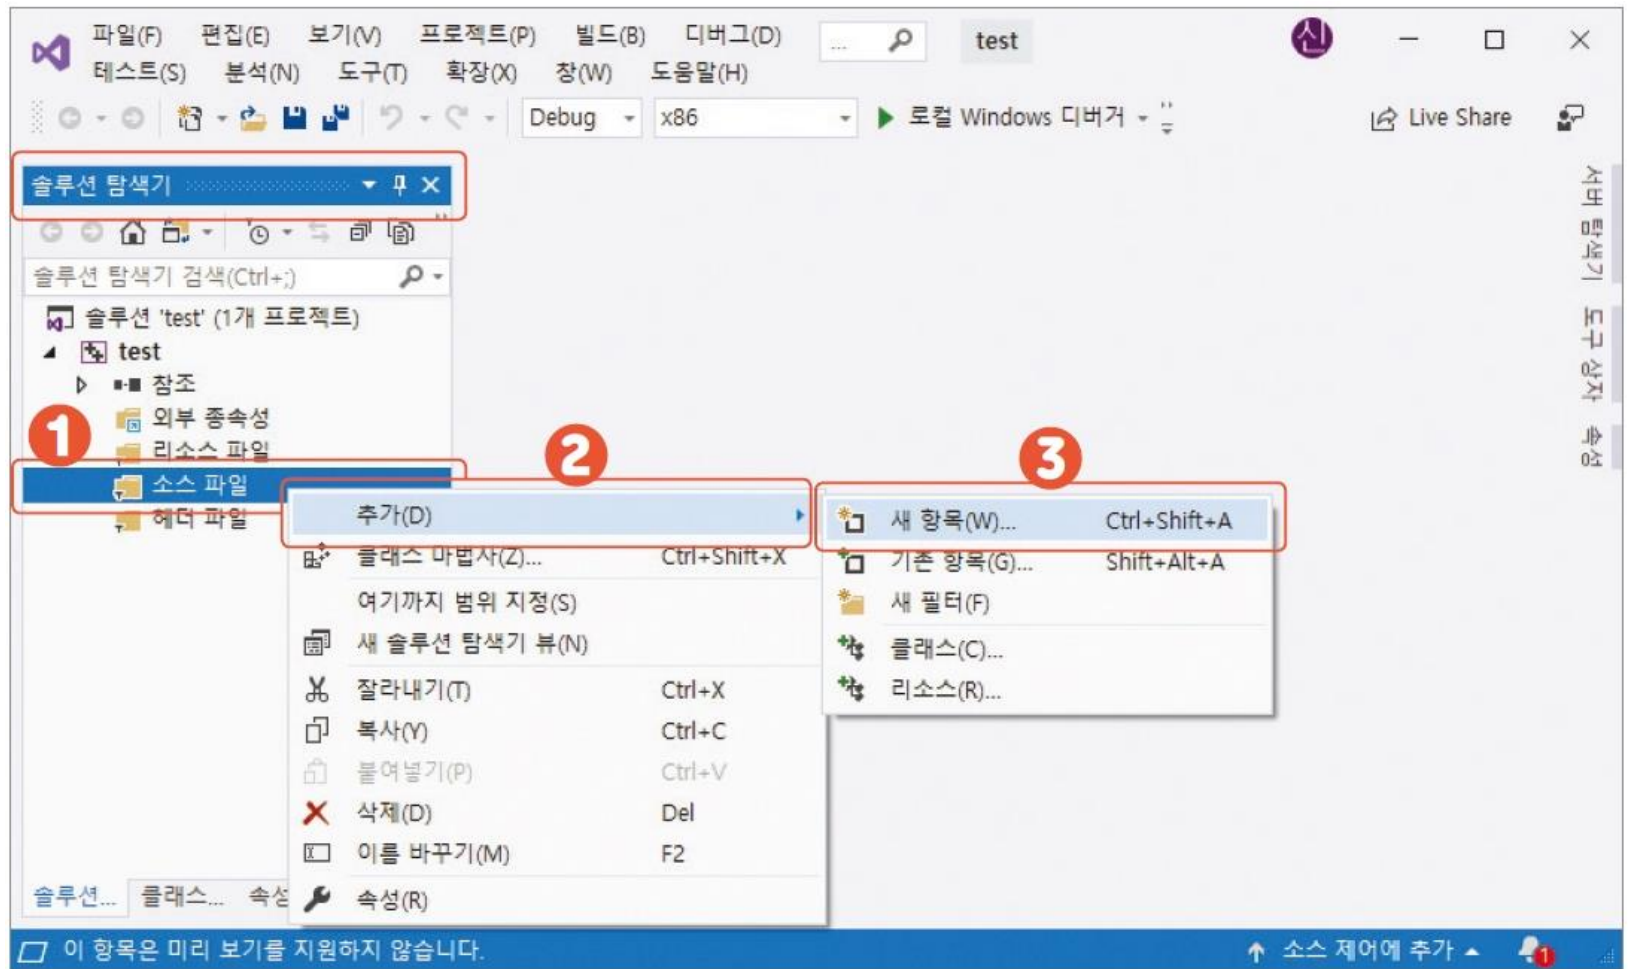 파일(F) 편집(E) 보기(V) 프로젝트(P) 빌드(B) 디버그(D) ... test 신
테스트(S) 분석(N) 도구(T) 확장(X) 창(W) 도움말(H)
Debug x86 로컬 Windows 디버거 Live Share
솔루션 탐색기
솔루션 탐색기 검색(Ctrl+;)
솔루션 'test' (1개 프로젝트)
test
참조
외부 종속성
리소스 파일
소스 파일
헤더 파일
1
2
3
추가(D)
클래스 마법사(Z)... Ctrl+Shift+X
여기까지 범위 지정(S)
새 솔루션 탐색기 뷰(N)
잘라내기(T) Ctrl+X
복사(Y) Ctrl+C
붙여넣기(P) Ctrl+V
삭제(D) Del
이름 바꾸기(M) F2
속성(R)
새 항목(W)... Ctrl+Shift+A
기존 항목(G)... Shift+Alt+A
새 필터(F)
클래스(C)...
리소스(R)...
서버 탐색기
도구 상자
속성
솔루션... 클래스... 속성
이 항목은 미리 보기를 지원하지 않습니다. 소스 제어에 추가 1